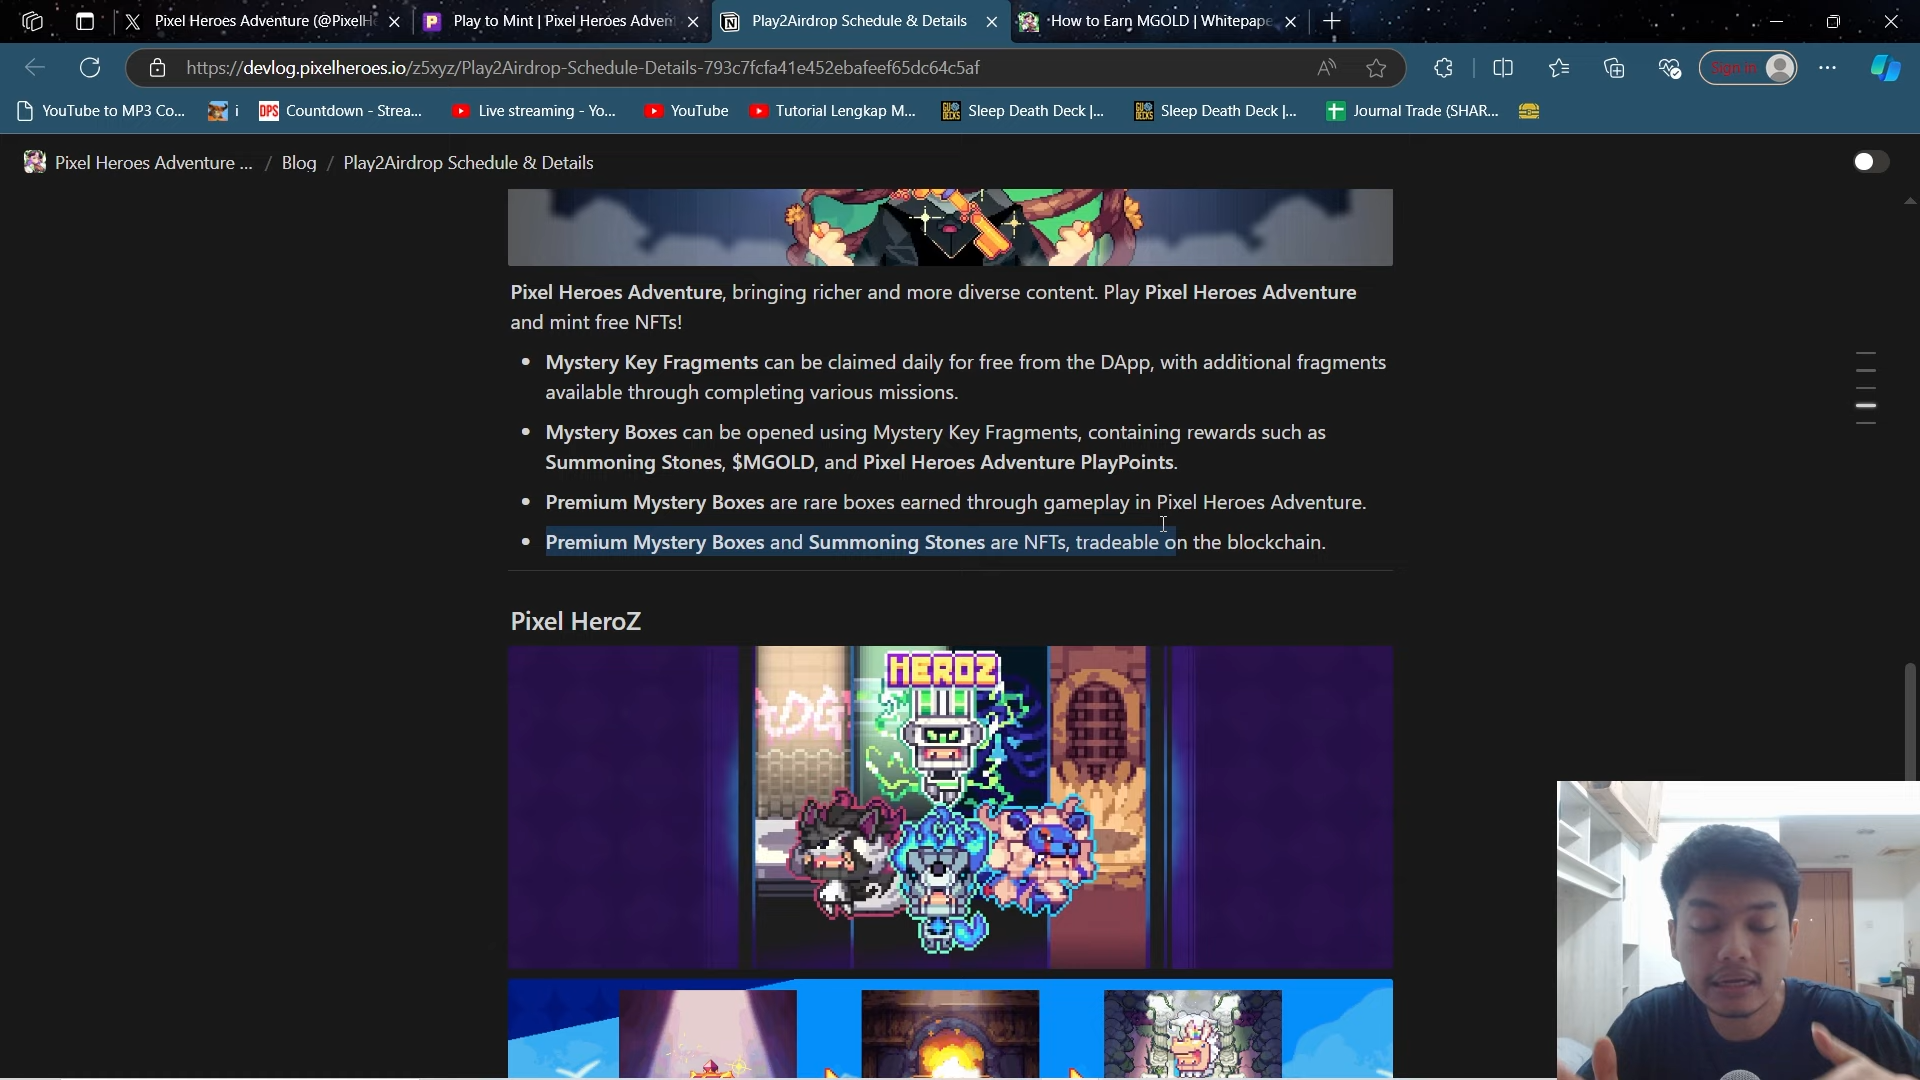 Pixel Heroes Adventure (@PixelH
Play to Mint | Pixel Heroes Adven
Play2Airdrop Schedule & Details
How to Earn MGOLD | Whitepape
https://devlog.pixelheroes.io/z5xyz/Play2Airdrop-Schedule-Details-793c7fcfa41e452ebafeef65dc64c5af
Sign in
YouTube to MP3 Co...
i
DPS
Countdown - Strea...
Live streaming - Yo...
YouTube
Tutorial Lengkap M...
GU DECKS
Sleep Death Deck |...
GU DECKS
Sleep Death Deck |...
Journal Trade (SHAR...
Pixel Heroes Adventure ... / Blog / Play2Airdrop Schedule & Details
Pixel Heroes Adventure, bringing richer and more diverse content. Play Pixel Heroes Adventure
and mint free NFTs!
• Mystery Key Fragments can be claimed daily for free from the DApp, with additional fragments
available through completing various missions.
• Mystery Boxes can be opened using Mystery Key Fragments, containing rewards such as
Summoning Stones, $MGOLD, and Pixel Heroes Adventure PlayPoints.
• Premium Mystery Boxes are rare boxes earned through gameplay in Pixel Heroes Adventure.
• Premium Mystery Boxes and Summoning Stones are NFTs, tradeable on the blockchain.
Pixel HeroZ
HEROZ